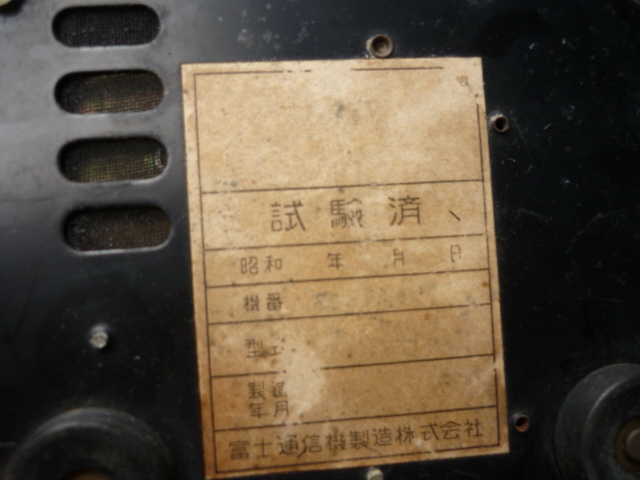 試験済
昭和 年 月 日
機番
型式
製造
年月
富士通信機製造株式会社